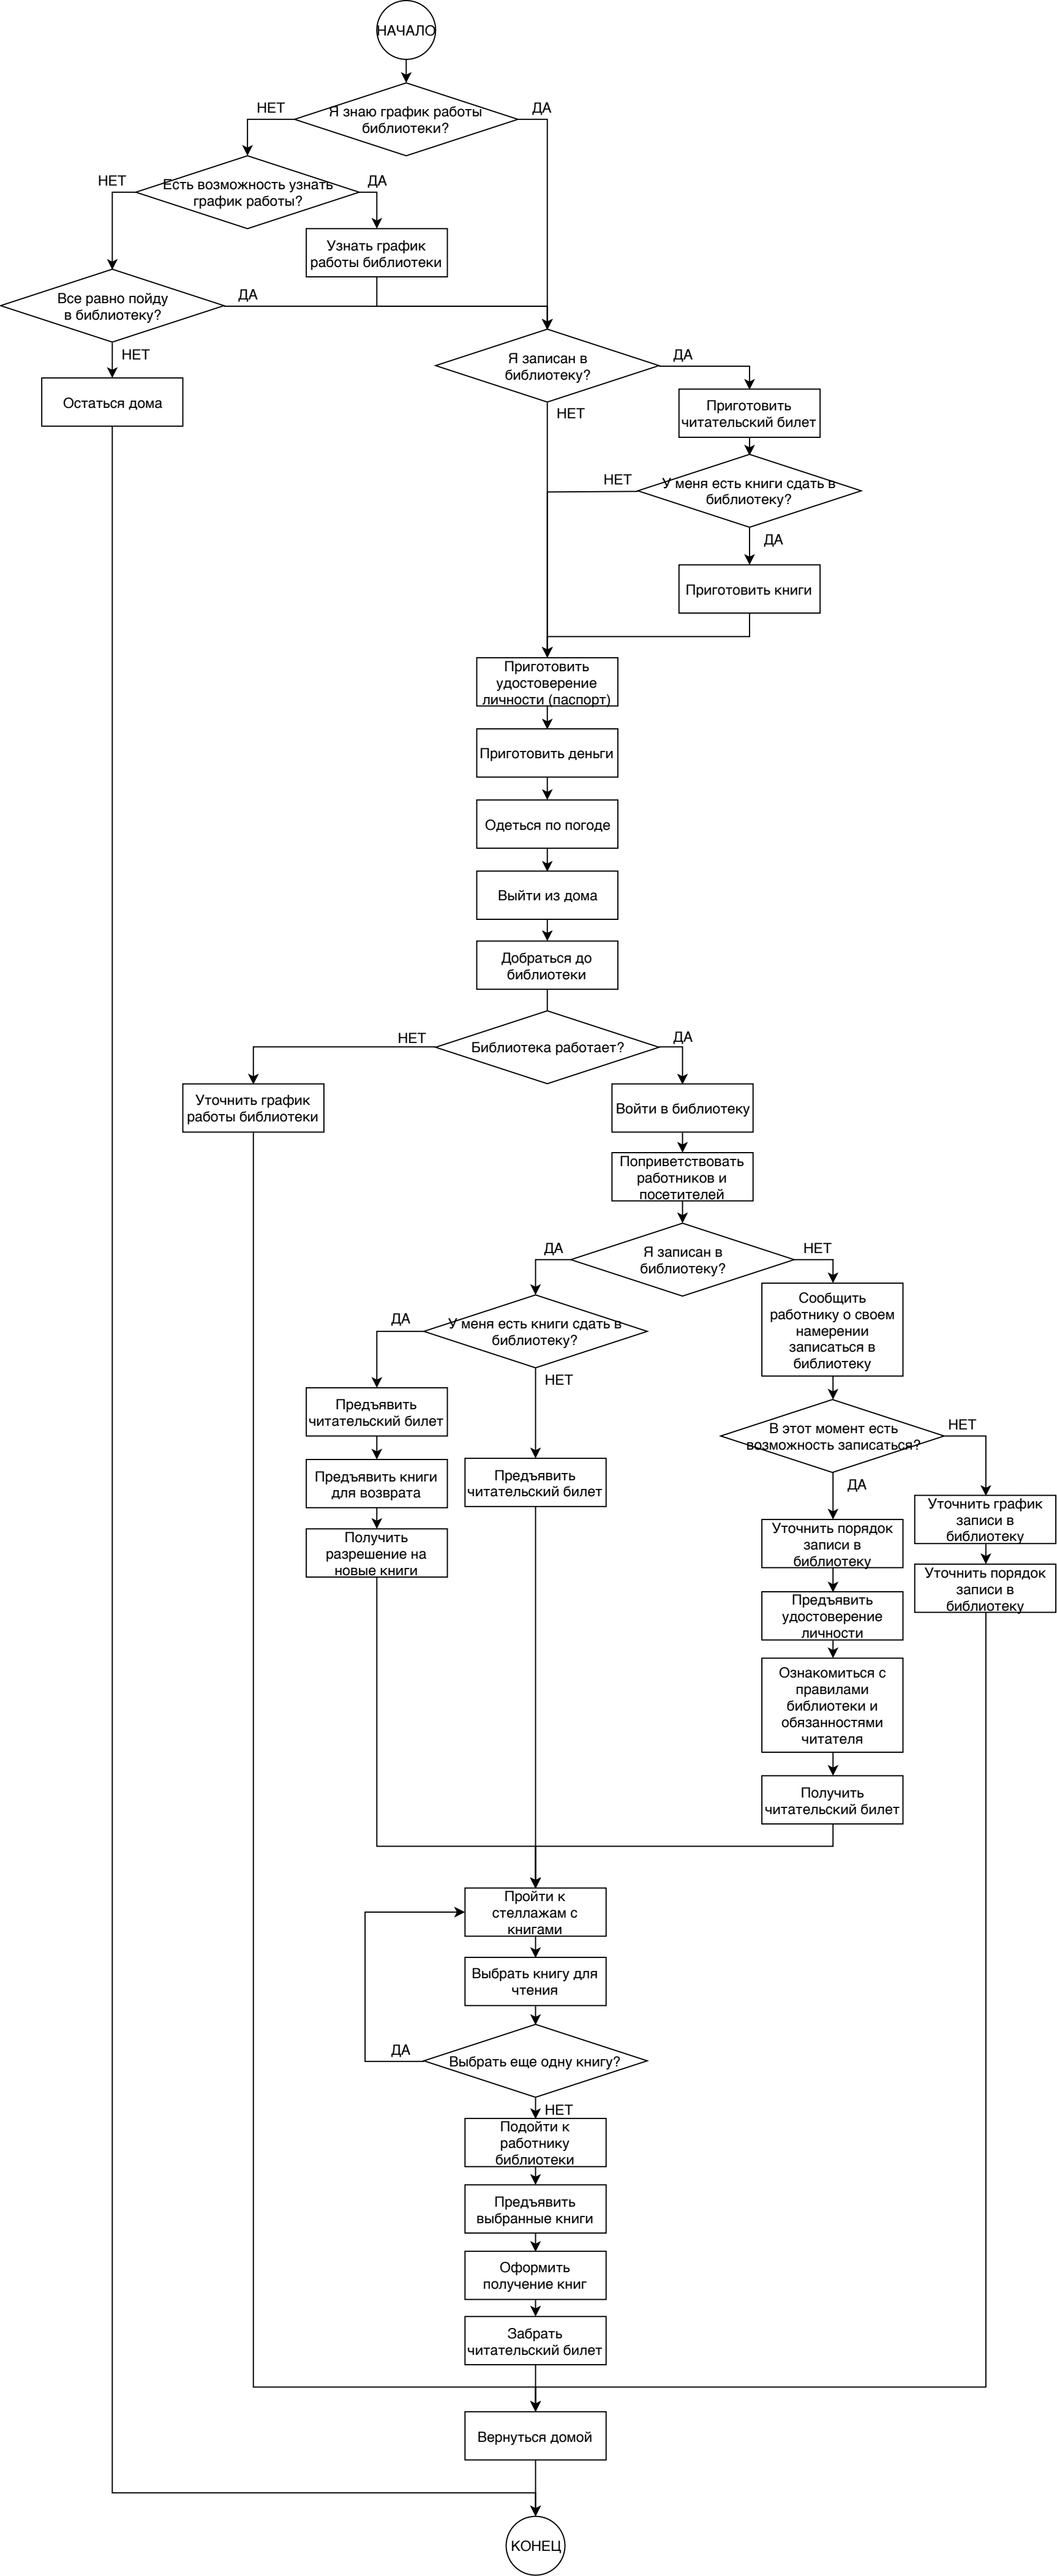 НАЧАЛО
НЕТ
ДА
Я знаю график работы
библиотеки?
НЕТ
Есть возможность узнать
график работы?
ДА
Узнать график
работы библиотеки
Все равно пойду
в библиотеку?
ДА
НЕТ
Остаться дома
Я записан в
библиотеку?
ДА
НЕТ
Приготовить
читательский билет
НЕТ
У меня есть книги сдать в
библиотеку?
ДА
Приготовить книги
Приготовить
удостоверение
личности (паспорт)
Приготовить деньги
Одеться по погоде
Выйти из дома
Добраться до
библиотеки
НЕТ
Библиотека работает?
ДА
Уточнить график
работы библиотеки
Войти в библиотеку
Поприветствовать
работников и
посетителей
ДА
Я записан в
библиотеку?
НЕТ
ДА
У меня есть книги сдать в
библиотеку?
НЕТ
Сообщить
работнику о своем
намерении
записаться в
библиотеку
Предъявить
читательский билет
Предъявить книги
для возврата
Получить
разрешение на
новые книги
Предъявить
читательский билет
В этот момент есть
возможность записаться?
НЕТ
ДА
Уточнить порядок
записи в
библиотеку
Предъявить
удостоверение
личности
Ознакомиться с
правилами
библиотеки и
обязанностями
читателя
Получить
читательский билет
Уточнить график
записи в
библиотеку
Уточнить порядок
записи в
библиотеку
Пройти к
стеллажам с
книгами
Выбрать книгу для
чтения
ДА
Выбрать еще одну книгу?
НЕТ
Подойти к
работнику
библиотеки
Предъявить
выбранные книги
Оформить
получение книг
Забрать
читательский билет
Вернуться домой
КОНЕЦ